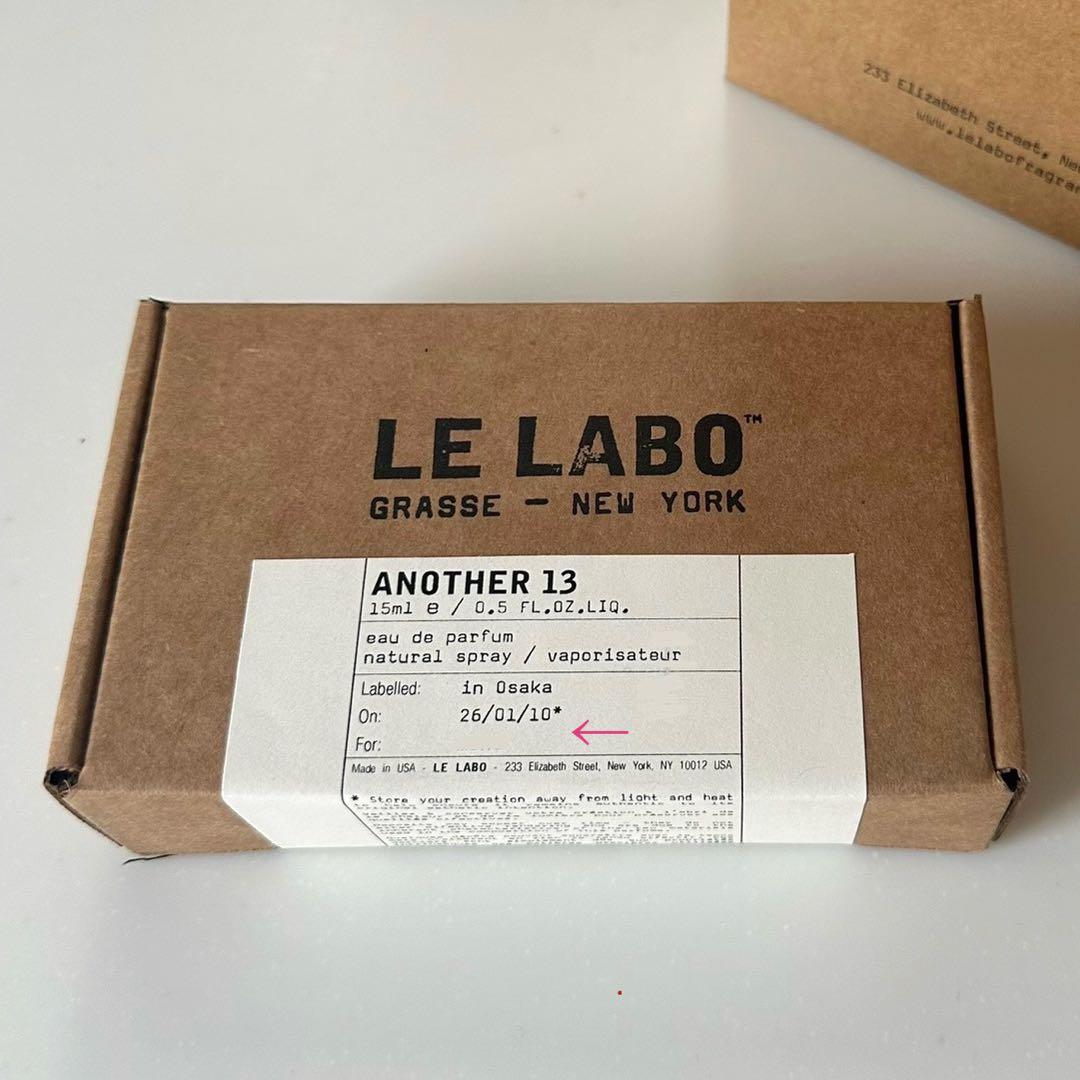 233 Elizabeth Street, Ne
www.lelabofragra
LE LABO™
GRASSE — NEW YORK
ANOTHER 13
15ml e / 0.5 FL.OZ.LIQ.
eau de parfum
natural spray / vaporisateur
Labelled: in Osaka
On: 26/01/10*
For:
Made in USA - LE LABO - 233 Elizabeth Street, New York, NY 10012 USA
* Store your creation away from light and heat